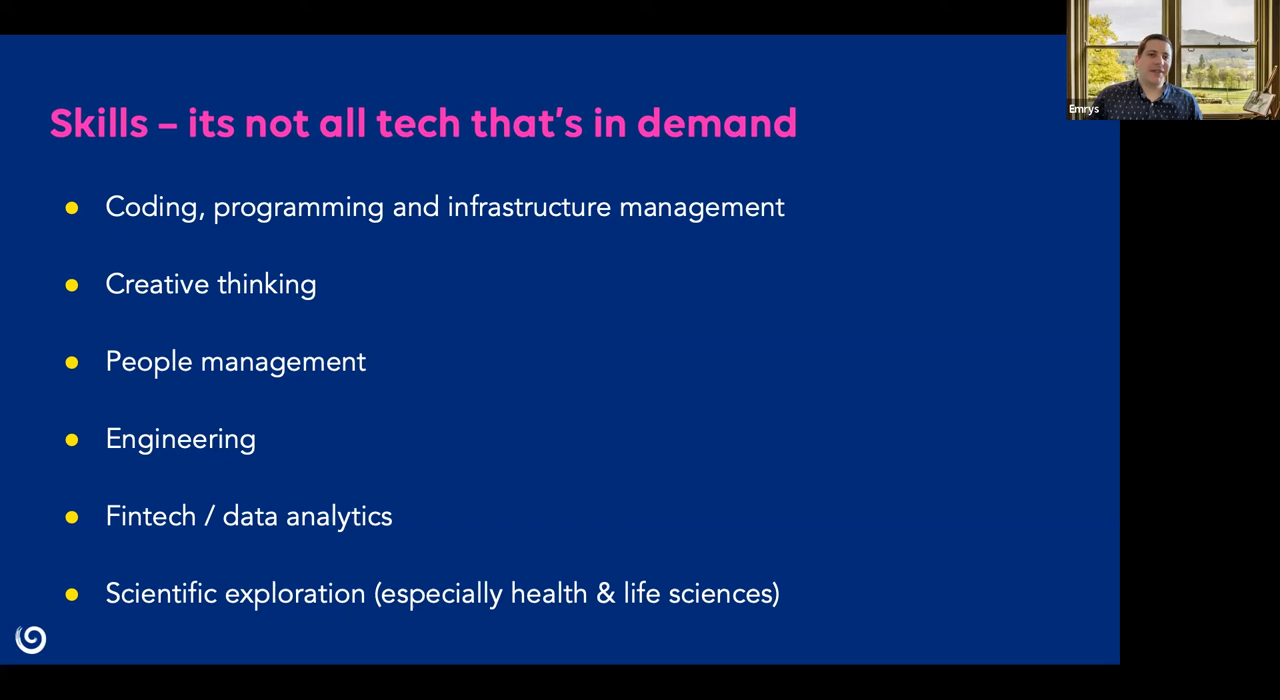 Skills – its not all tech that's in demand
Coding, programming and infrastructure management
Creative thinking
People management
Engineering
Fintech / data analytics
Scientific exploration (especially health & life sciences)
Emrys